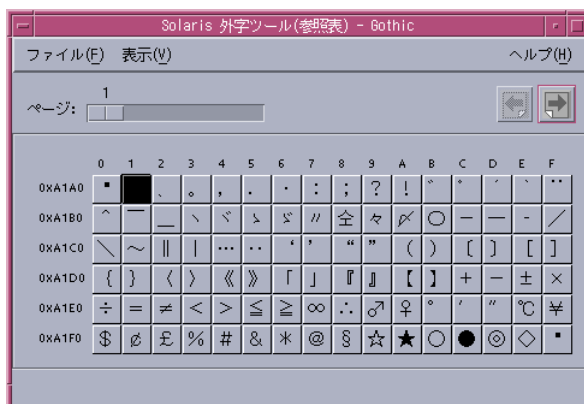 Solaris 外字ツール(参照表) - Gothic
ファイル(F) 表示(V) ヘルプ(H)
1
ページ:
0 1 2 3 4 5 6 7 8 9 A B C D E F
0XA1A0 ▪ 、 。 , . ・ : ; ? ! ゛ ゜ ´ ` ¨
0XA1B0 ^ ‾ _ ヽ ヾ ゝ ゞ 〃 仝 々 〆 〇 ー ― ‐ /
0XA1C0 \ ~ ‖ | … ‥ ‘ ’ “ ” ( ) 〔 〕 [ ]
0XA1D0 { } 〈 〉 《 》 「 」 『 』 【 】 + − ± ×
0XA1E0 ÷ = ≠ < > ≦ ≧ ∞ ∴ ♂ ♀ ° ′ ″ ℃ ¥
0XA1F0 $ ¢ £ % # & * @ § ☆ ★ ○ ● ◎ ◇ ▪